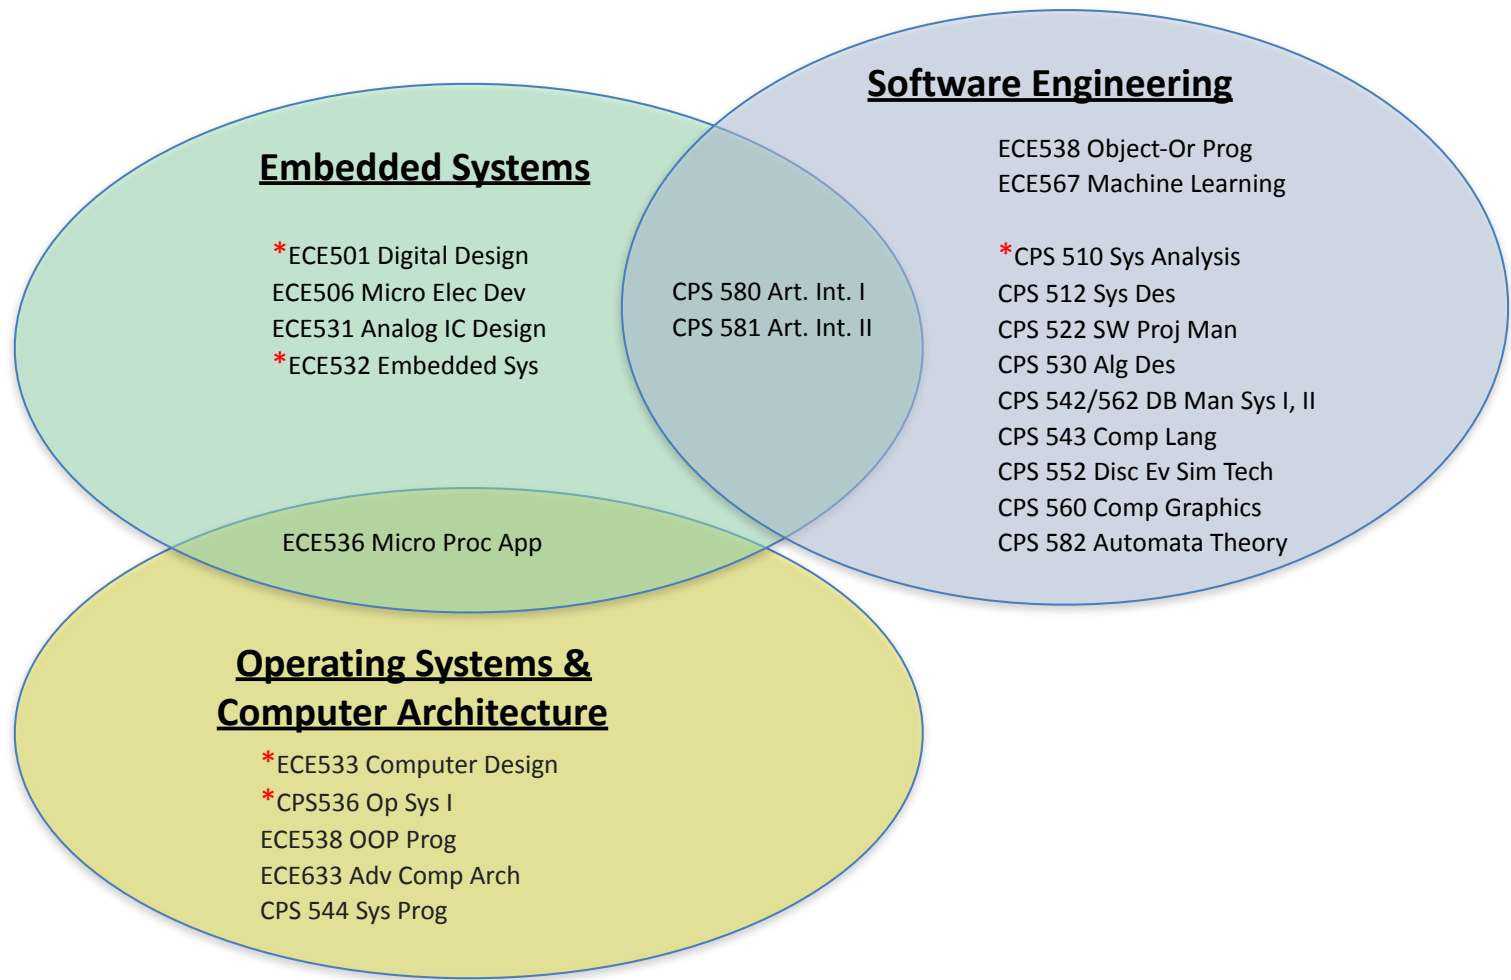 Software Engineering
ECE538 Object-Or Prog
ECE567 Machine Learning
*CPS 510 Sys Analysis
CPS 512 Sys Des
CPS 522 SW Proj Man
CPS 530 Alg Des
CPS 542/562 DB Man Sys I, II
CPS 543 Comp Lang
CPS 552 Disc Ev Sim Tech
CPS 560 Comp Graphics
CPS 582 Automata Theory
Embedded Systems
*ECE501 Digital Design
ECE506 Micro Elec Dev
ECE531 Analog IC Design
*ECE532 Embedded Sys
CPS 580 Art. Int. I
CPS 581 Art. Int. II
ECE536 Micro Proc App
Operating Systems &
Computer Architecture
*ECE533 Computer Design
*CPS536 Op Sys I
ECE538 OOP Prog
ECE633 Adv Comp Arch
CPS 544 Sys Prog